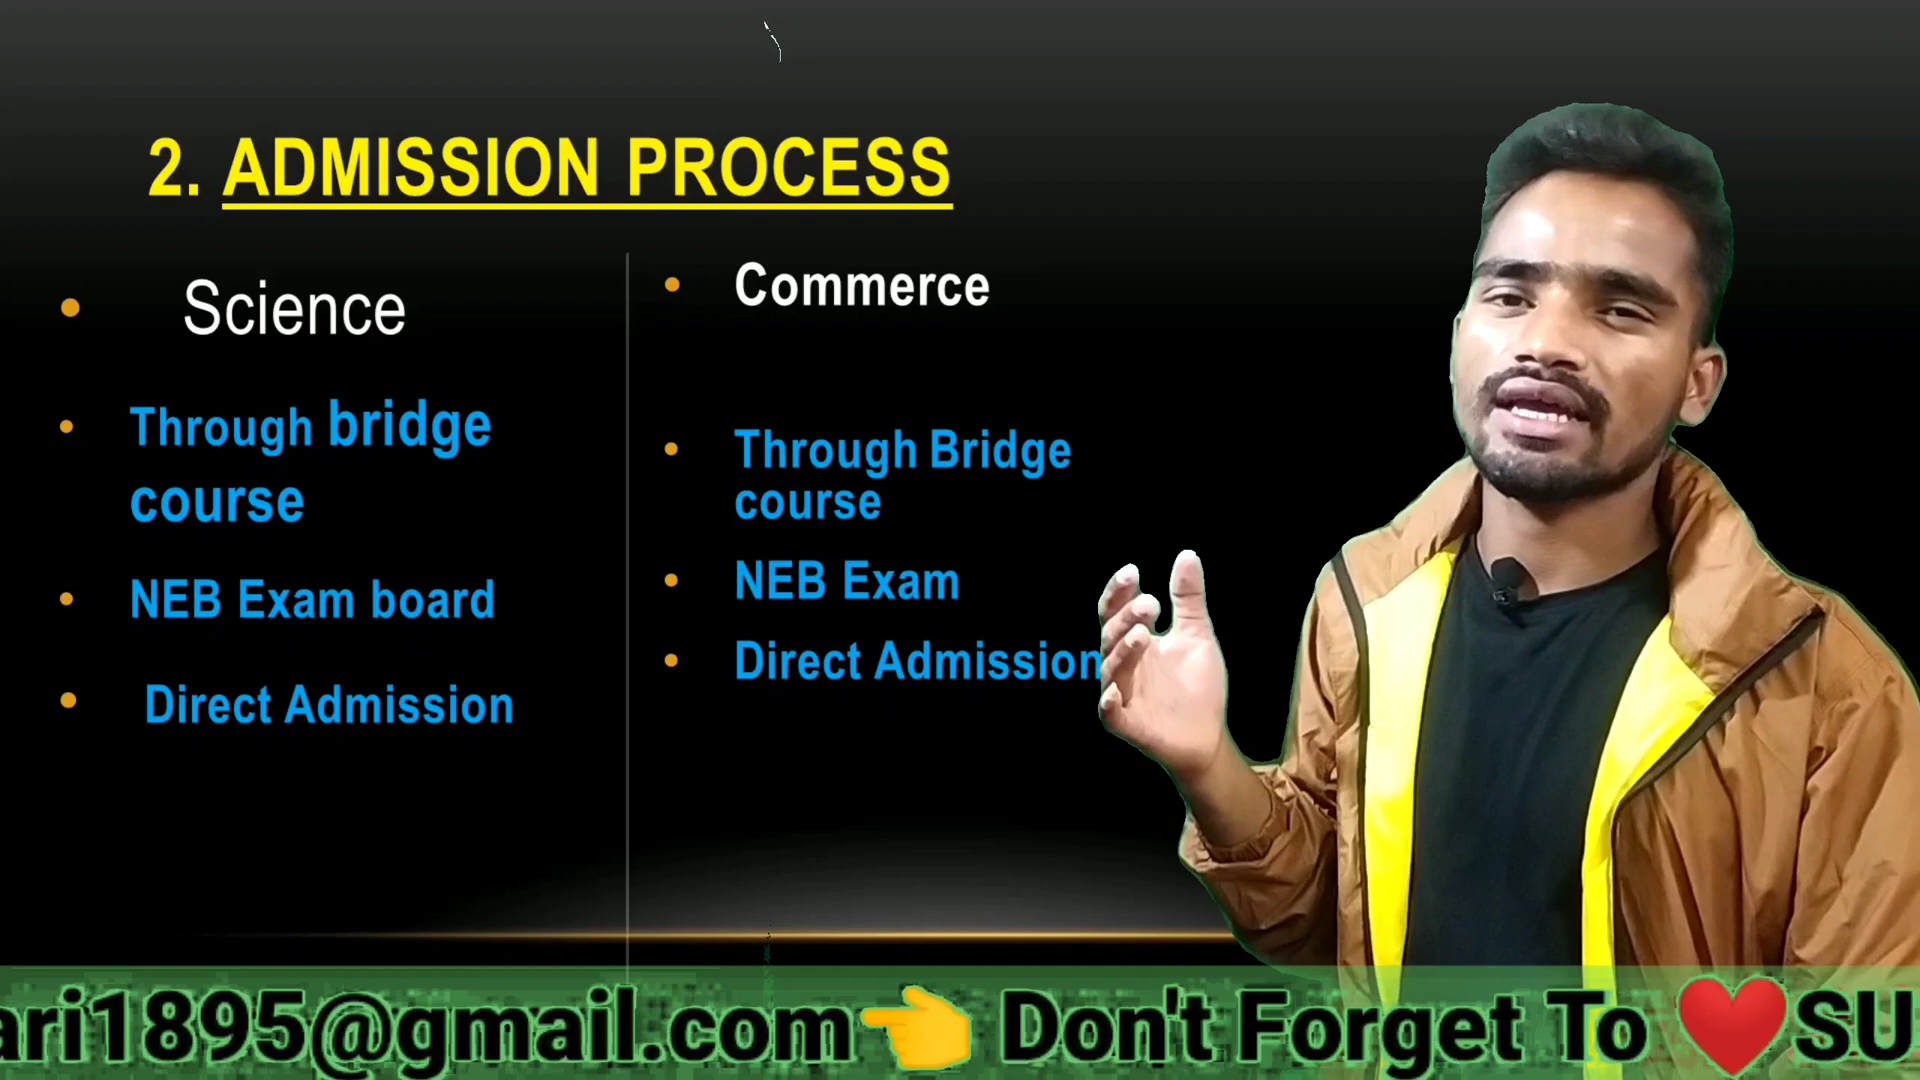 2. ADMISSION PROCESS
Science
Through bridge
course
NEB Exam board
Direct Admission
Commerce
Through Bridge
course
NEB Exam
Direct Admission
ari1895@gmail.com👈 Don't Forget To ❤️SU